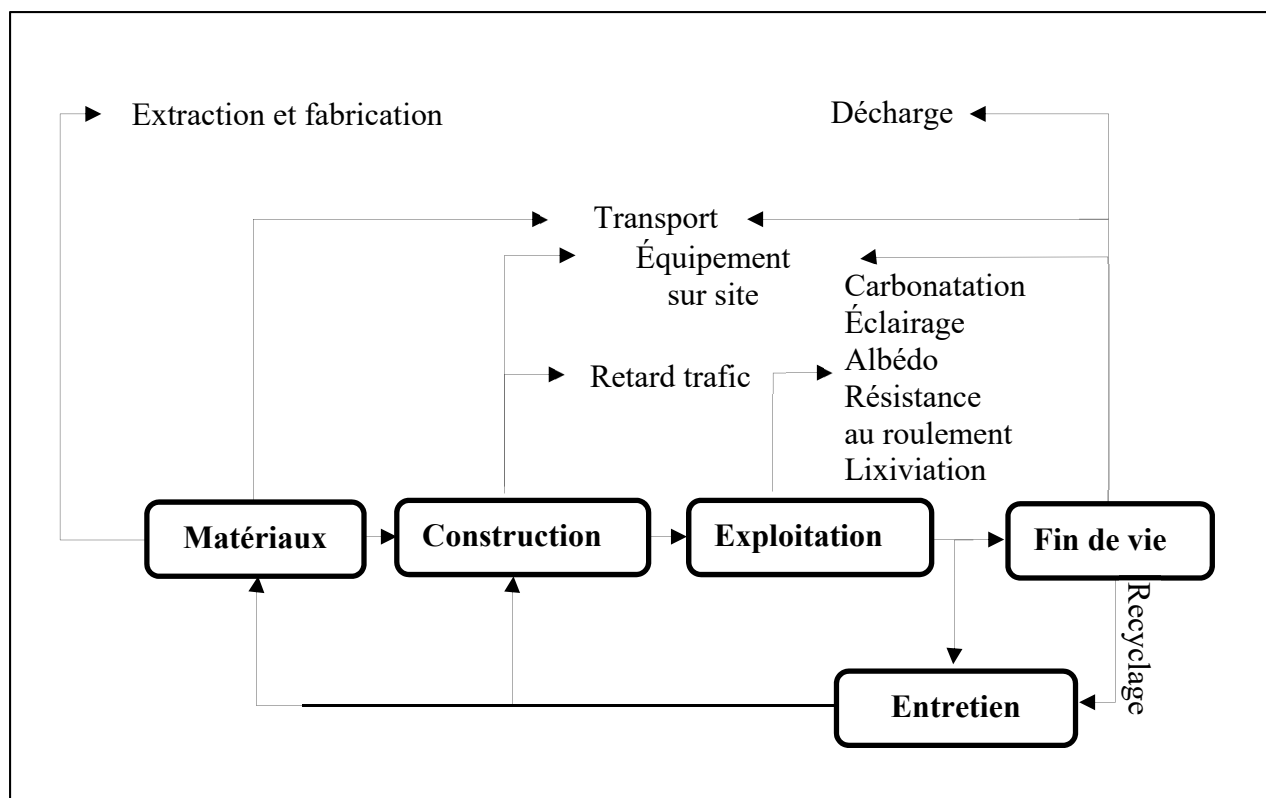 Extraction et fabrication
Décharge
Transport
Équipement
sur site
Carbonatation
Éclairage
Albédo
Retard trafic
Résistance
au roulement
Lixiviation
Matériaux
Construction
Exploitation
Fin de vie
Recyclage
Entretien